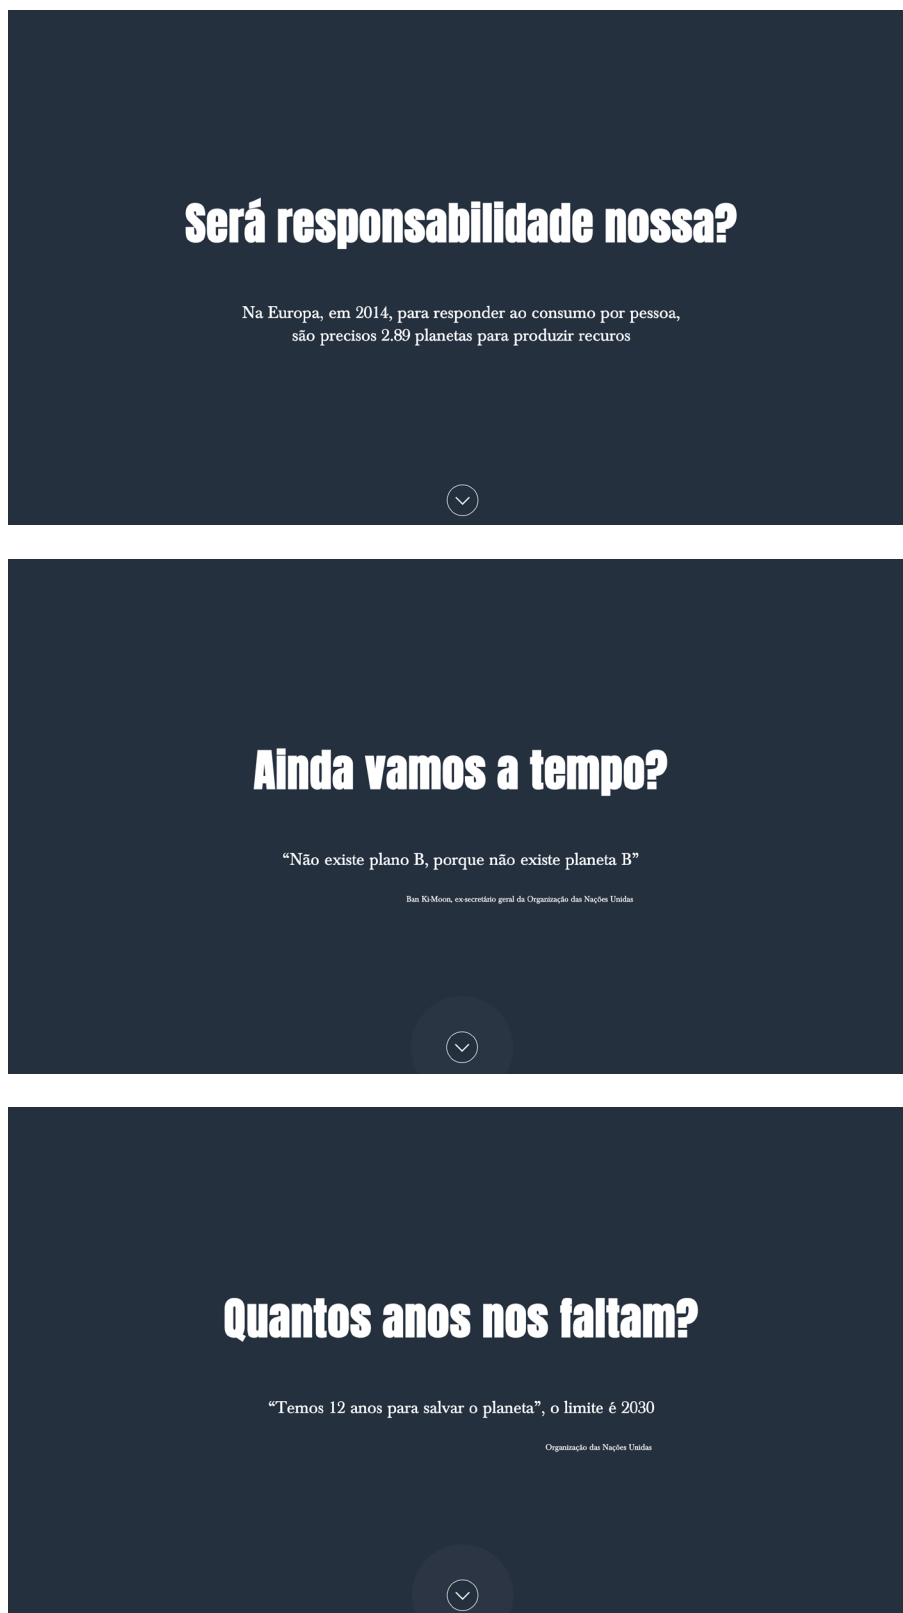 Será responsabilidade nossa?
Na Europa, em 2014, para responder ao consumo por pessoa,
são precisos 2.89 planetas para produzir recuros
Ainda vamos a tempo?
“Não existe plano B, porque não existe planeta B”
Ban Ki-Moon, ex-secretário geral da Organização das Nações Unidas
Quantos anos nos faltam?
“Temos 12 anos para salvar o planeta”, o limite é 2030
Organização das Nações Unidas